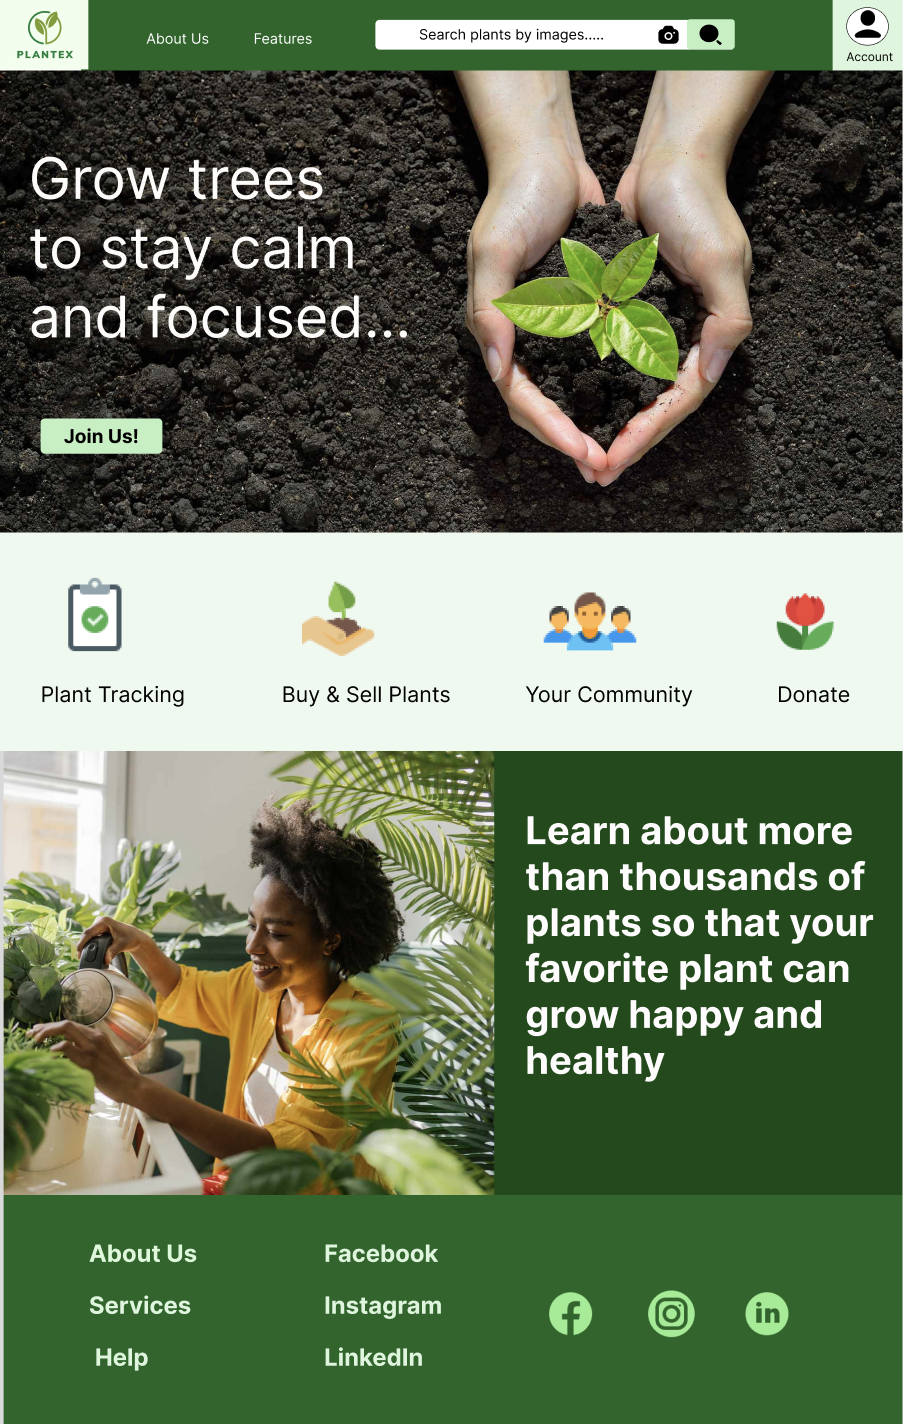 PLANTEX
About Us
Features
Search plants by images.....
Account
Grow trees
to stay calm
and focused...
Join Us!
Plant Tracking
Buy & Sell Plants
Your Community
Donate
Learn about more
than thousands of
plants so that your
favorite plant can
grow happy and
healthy
About Us
Services
Help
Facebook
Instagram
LinkedIn